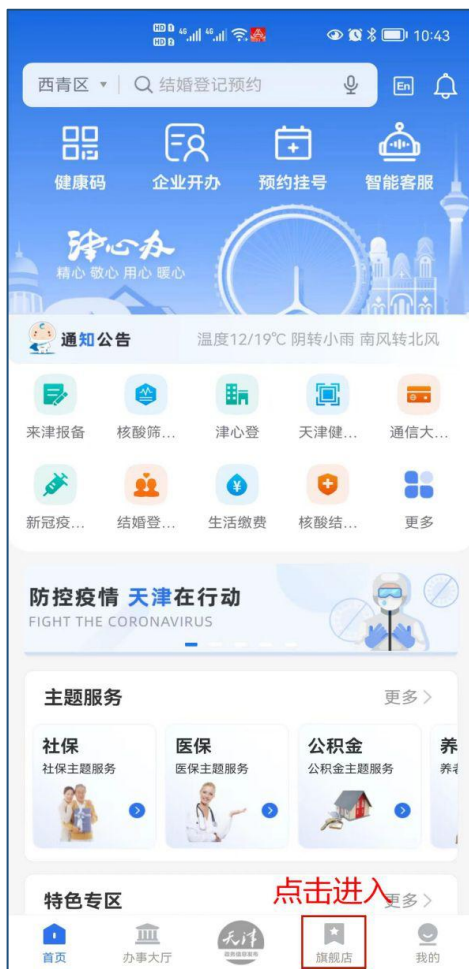 HD 1 46 46 10:43
HD 2
西青区 结婚登记预约 En
健康码 企业开办 预约挂号 智能客服
津心办
精心 敬心 用心 暖心
通知公告 温度12/19℃ 阴转小雨 南风转北风
来津报备 核酸筛... 津心登 天津健... 通信大...
新冠疫... 结婚登... 生活缴费 核酸结... 更多
防控疫情 天津在行动
FIGHT THE CORONAVIRUS
主题服务 更多
社保 医保 公积金 养
社保主题服务 医保主题服务 公积金主题服务 养老
点击进入
特色专区 更多
天津
首页 办事大厅 旗舰店 我的